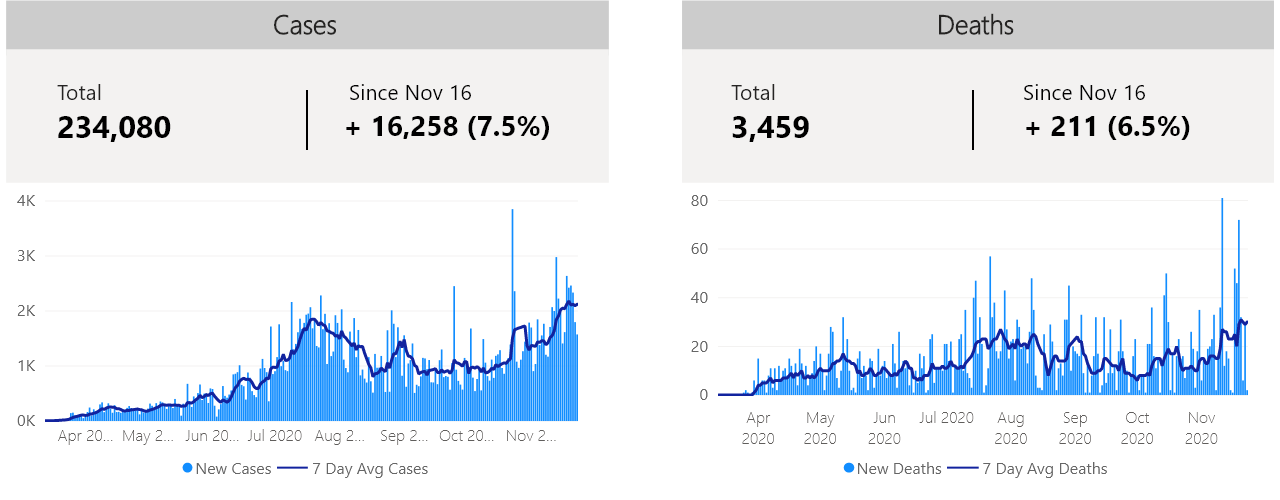 Cases
Total
234,080
Since Nov 16
+ 16,258 (7.5%)
4K
3K
2K
1K
0K
Apr 20... May 2... Jun 20... Jul 2020 Aug 2... Sep 2... Oct 20... Nov 2...
New Cases 7 Day Avg Cases
Deaths
Total
3,459
Since Nov 16
+ 211 (6.5%)
80
60
40
20
0
Apr 2020 May 2020 Jun 2020 Jul 2020 Aug 2020 Sep 2020 Oct 2020 Nov 2020
New Deaths 7 Day Avg Deaths